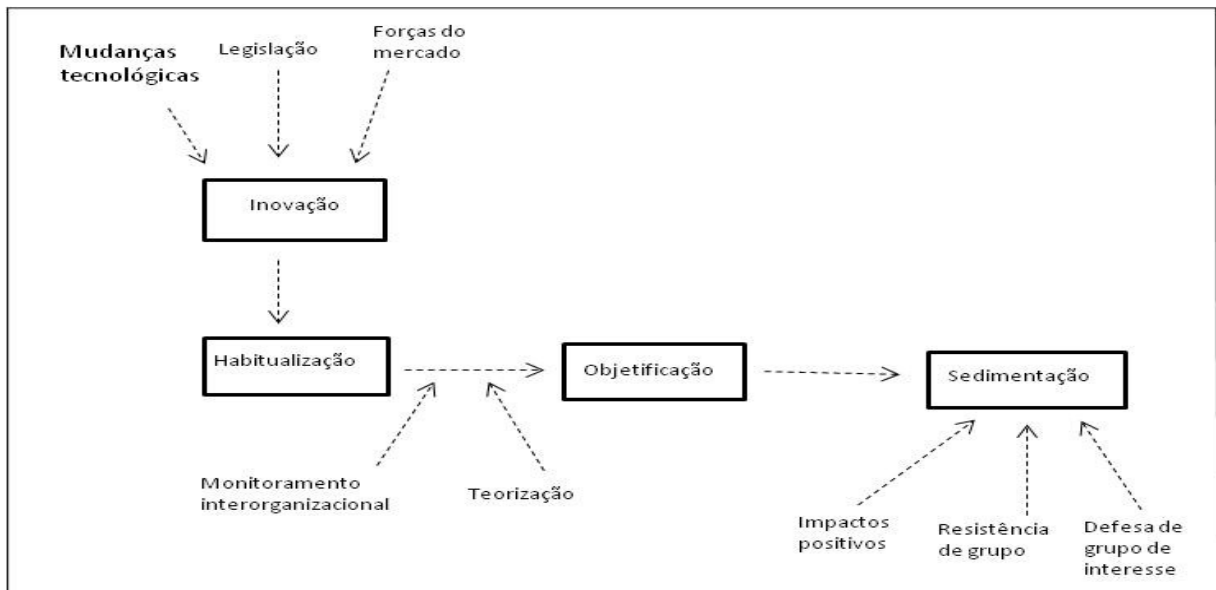 Mudanças
tecnológicas
Legislação
Forças do
mercado
Inovação
Habitualização
Objetificação
Sedimentação
Monitoramento
interorganizacional
Teorização
Impactos
positivos
Resistência
de grupo
Defesa de
grupo de
interesse